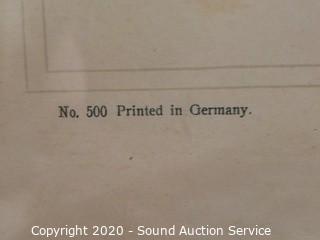 No. 500 Printed in Germany.
Copyright 2020 - Sound Auction Service